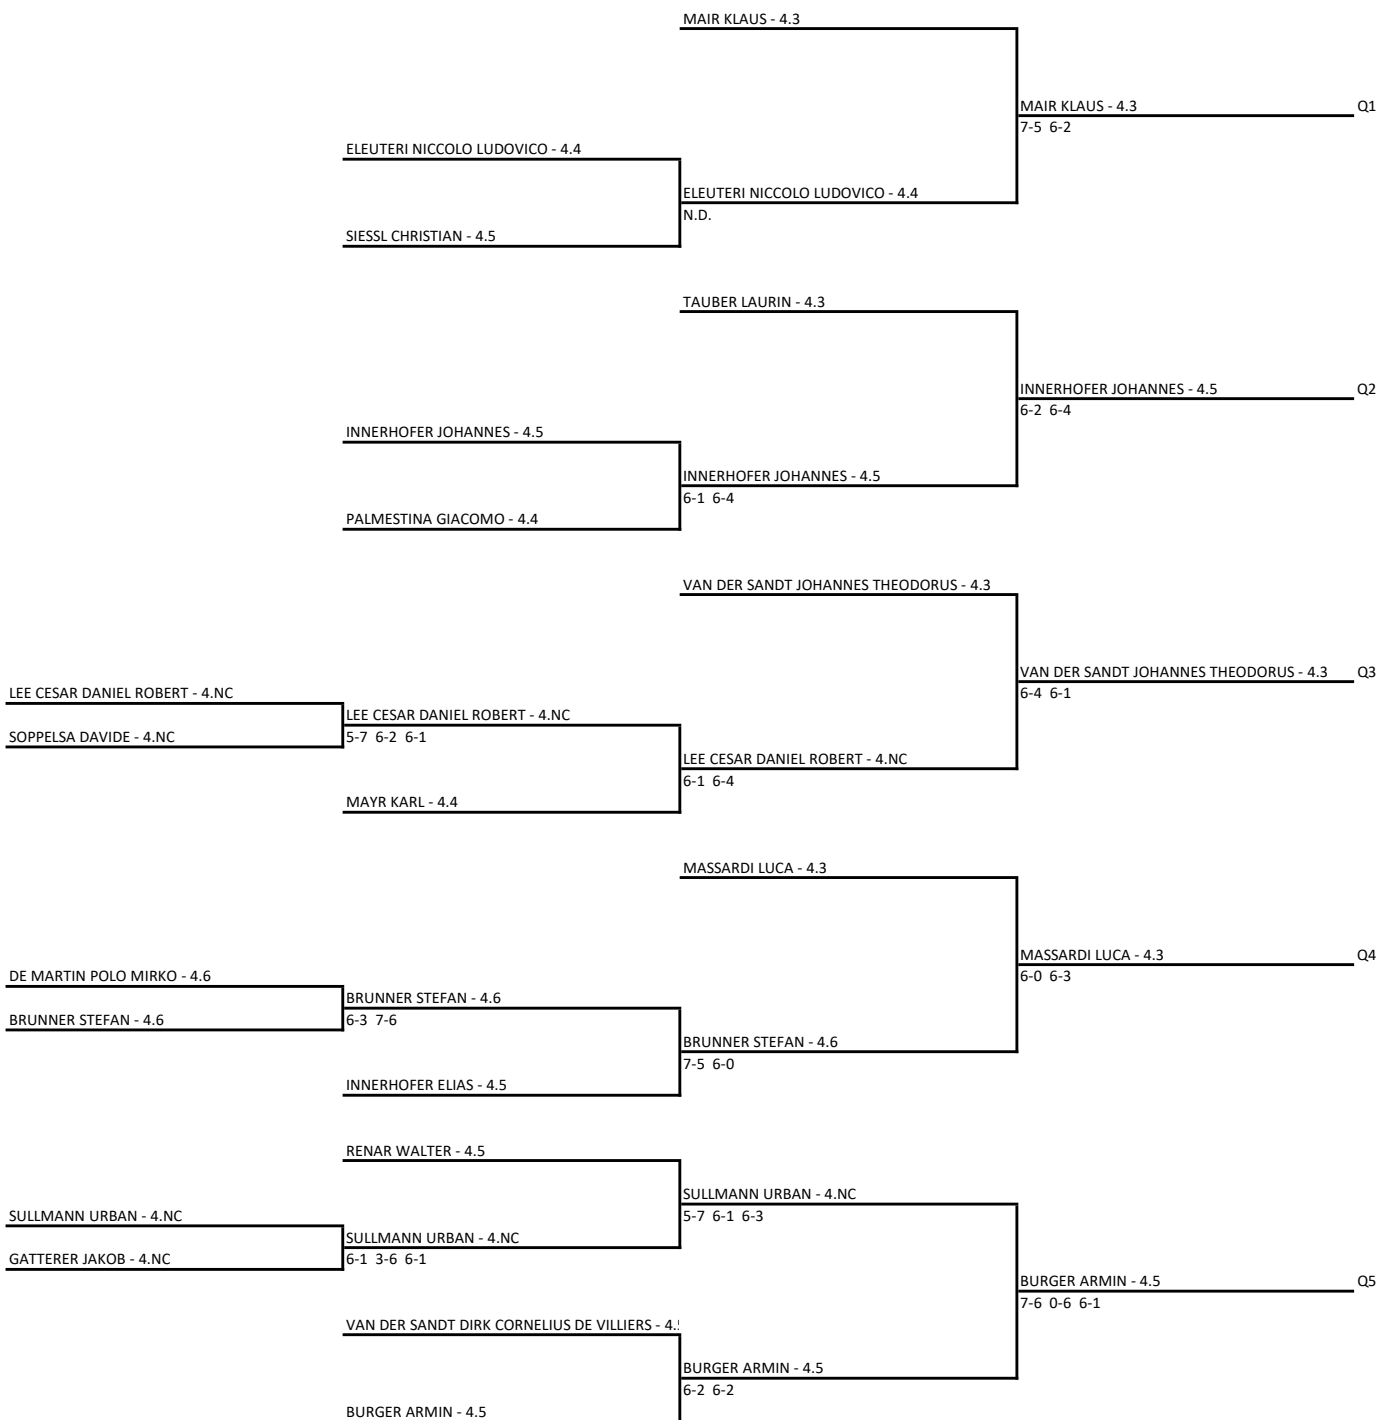 MAIR KLAUS - 4.3
MAIR KLAUS - 4.3
Q1
7-5 6-2
ELEUTERI NICCOLO LUDOVICO - 4.4
ELEUTERI NICCOLO LUDOVICO - 4.4
N.D.
SIESSL CHRISTIAN - 4.5
TAUBER LAURIN - 4.3
INNERHOFER JOHANNES - 4.5
Q2
6-2 6-4
INNERHOFER JOHANNES - 4.5
INNERHOFER JOHANNES - 4.5
6-1 6-4
PALMESTINA GIACOMO - 4.4
VAN DER SANDT JOHANNES THEODORUS - 4.3
VAN DER SANDT JOHANNES THEODORUS - 4.3
Q3
6-4 6-1
LEE CESAR DANIEL ROBERT - 4.NC
LEE CESAR DANIEL ROBERT - 4.NC
SOPPELSA DAVIDE - 4.NC
5-7 6-2 6-1
LEE CESAR DANIEL ROBERT - 4.NC
6-1 6-4
MAYR KARL - 4.4
MASSARDI LUCA - 4.3
MASSARDI LUCA - 4.3
Q4
6-0 6-3
DE MARTIN POLO MIRKO - 4.6
BRUNNER STEFAN - 4.6
BRUNNER STEFAN - 4.6
6-3 7-6
BRUNNER STEFAN - 4.6
7-5 6-0
INNERHOFER ELIAS - 4.5
RENAR WALTER - 4.5
SULLMANN URBAN - 4.NC
5-7 6-1 6-3
SULLMANN URBAN - 4.NC
SULLMANN URBAN - 4.NC
GATTERER JAKOB - 4.NC
6-1 3-6 6-1
BURGER ARMIN - 4.5
Q5
7-6 0-6 6-1
VAN DER SANDT DIRK CORNELIUS DE VILLIERS - 4.
BURGER ARMIN - 4.5
6-2 6-2
BURGER ARMIN - 4.5